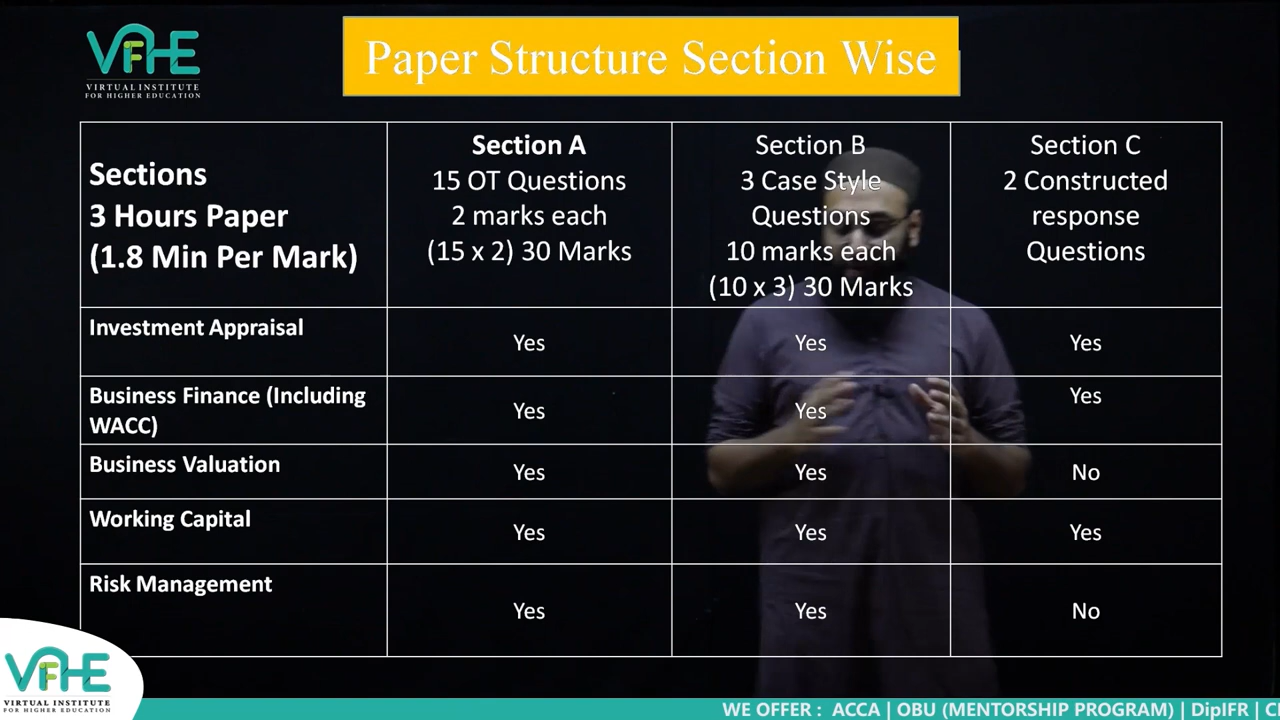 VFHE
VIRTUAL INSTITUTE
FOR HIGHER EDUCATION
Paper Structure Section Wise
Sections
3 Hours Paper
(1.8 Min Per Mark)
Section A
15 OT Questions
2 marks each
(15 x 2) 30 Marks
Section B
3 Case Style
Questions
10 marks each
(10 x 3) 30 Marks
Section C
2 Constructed
response
Questions
Investment Appraisal
Yes
Yes
Yes
Business Finance (Including
WACC)
Yes
Yes
Yes
Business Valuation
Yes
Yes
No
Working Capital
Yes
Yes
Yes
Risk Management
Yes
Yes
No
VFHE
VIRTUAL INSTITUTE
FOR HIGHER EDUCATION
WE OFFER : ACCA | OBU (MENTORSHIP PROGRAM) | DipIFR |